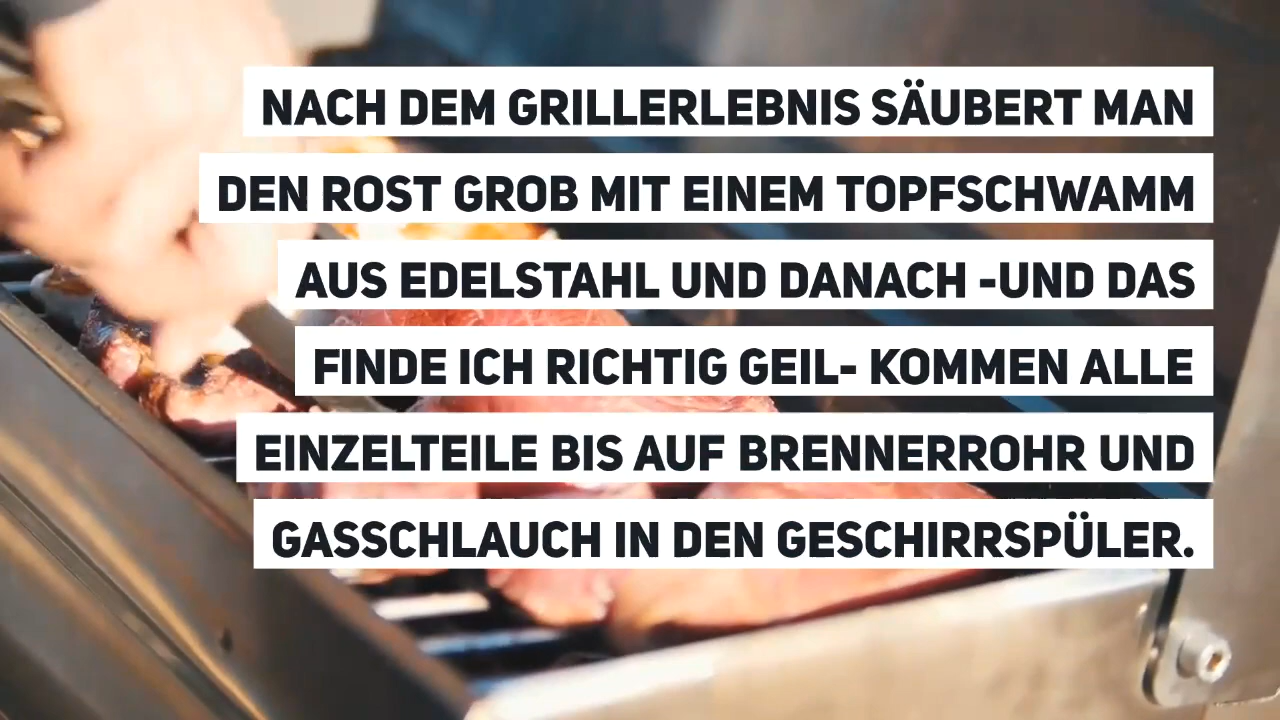 NACH DEM GRILLERLEBNIS SÄUBERT MAN
DEN ROST GROB MIT EINEM TOPFSCHWAMM
AUS EDELSTAHL UND DANACH -UND DAS
FINDE ICH RICHTIG GEIL- KOMMEN ALLE
EINZELTEILE BIS AUF BRENNERROHR UND
GASSCHLAUCH IN DEN GESCHIRRSPÜLER.